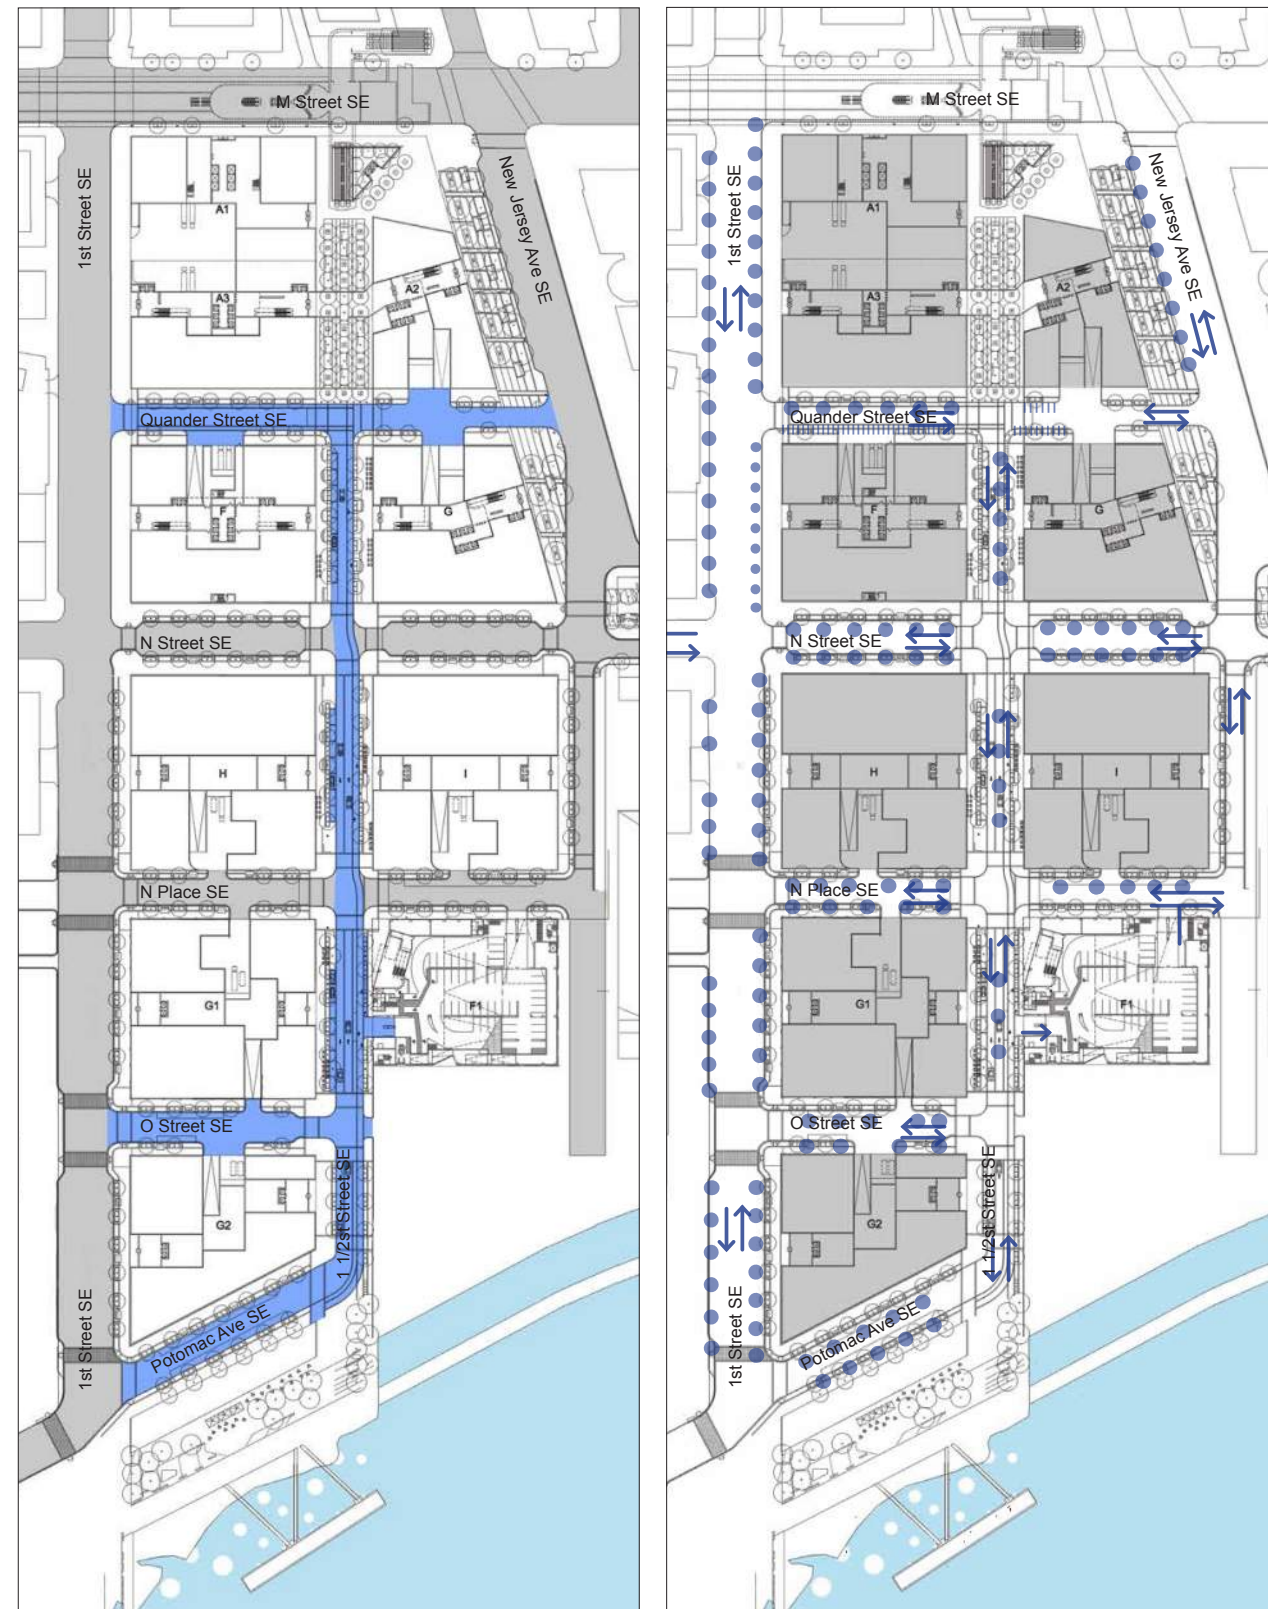 M Street SE
1st Street SE
New Jersey Ave SE
A1
A3
A2
Quander Street SE
F
G
N Street SE
H
I
N Place SE
G1
F1
O Street SE
1 1/2st Street SE
G2
1st Street SE
Potomac Ave SE
M Street SE
1st Street SE
New Jersey Ave SE
A1
A3
A2
Quander Street SE
F
G
N Street SE
H
I
N Place SE
G1
F1
O Street SE
1 1/2st Street SE
G2
1st Street SE
Potomac Ave SE